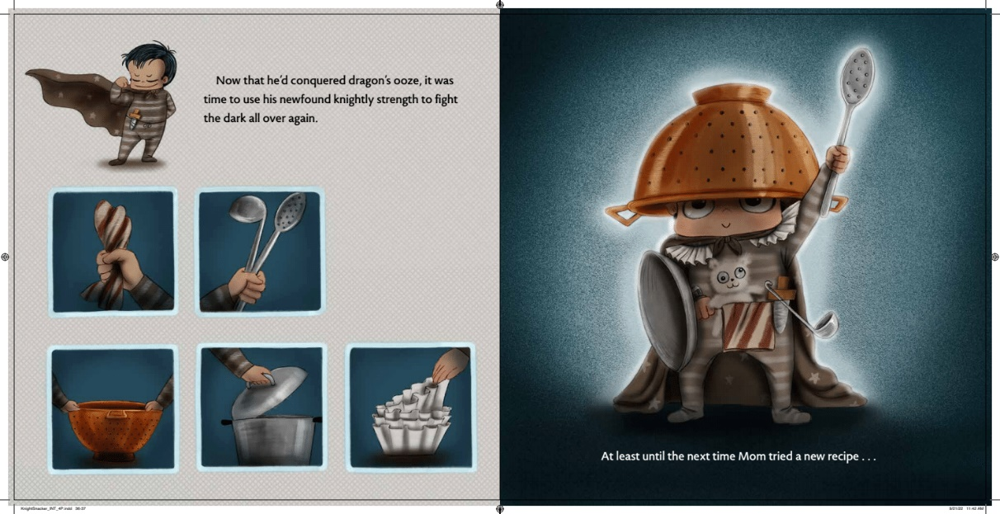 Now that he'd conquered dragon's ooze, it was
time to use his newfound knightly strength to fight
the dark all over again.
At least until the next time Mom tried a new recipe . . .
KnightSnacker_INT_4P.indd 36-37
5/21/22 11:42 AM